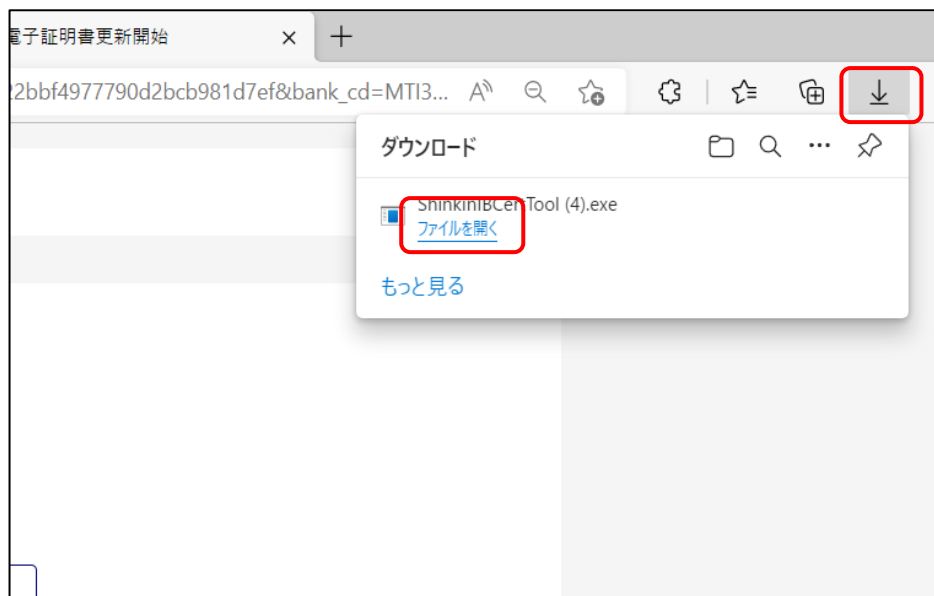 電子証明書更新開始
22bbf4977790d2bcb981d7ef&bank_cd=MTI3...
ダウンロード
ShinkinIBCertTool (4).exe
ファイルを開く
もっと見る